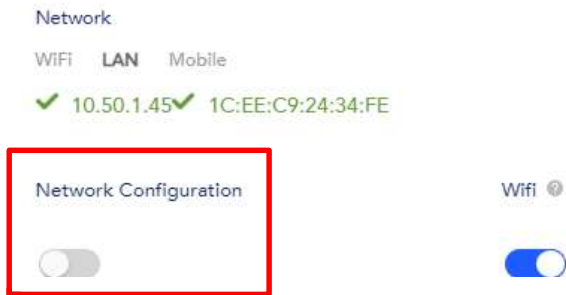 Network
WiFi LAN Mobile
10.50.1.45 1C:EE:C9:24:34:FE
Network Configuration Wifi